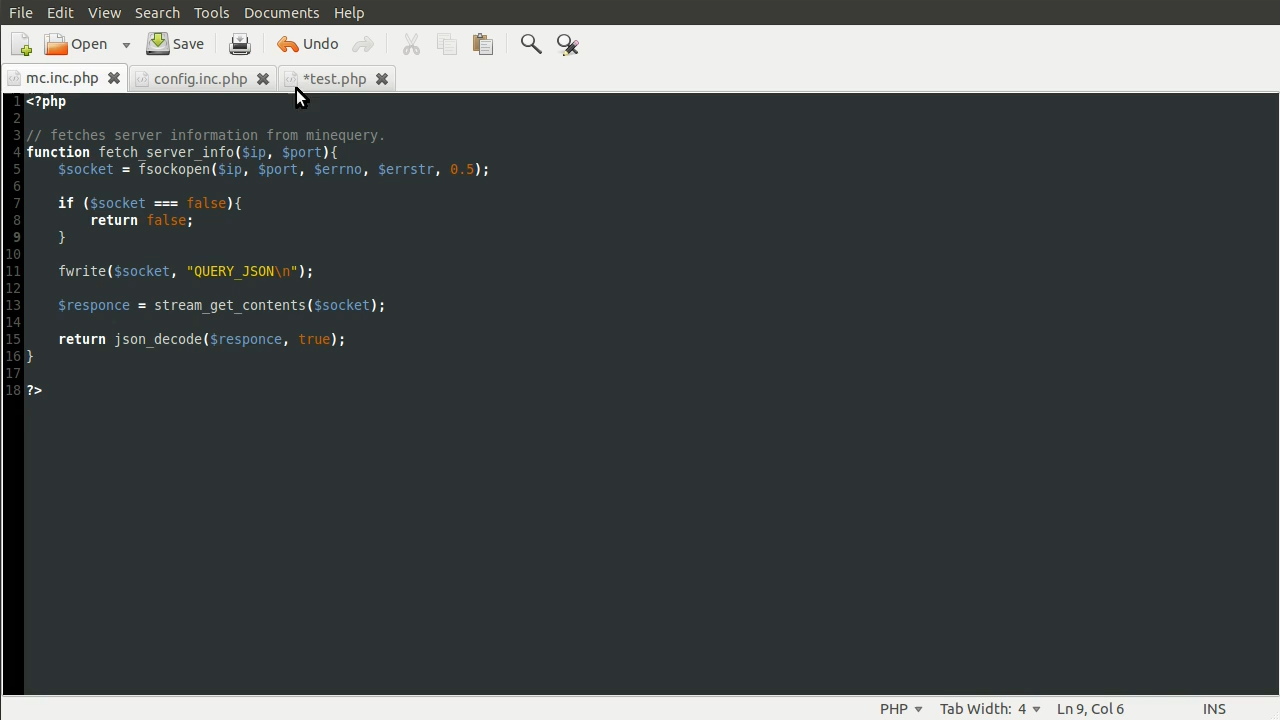 File Edit View Search Tools Documents Help
Open Save Undo
mc.inc.php config.inc.php *test.php
1 <?php
2
3 // fetches server information from minequery.
4 function fetch_server_info($ip, $port){
5     $socket = fsockopen($ip, $port, $errno, $errstr, 0.5);
6
7     if ($socket === false){
8         return false;
9     }
10
11     fwrite($socket, "QUERY_JSON\n");
12
13     $responce = stream_get_contents($socket);
14
15     return json_decode($responce, true);
16 }
17
18 ?>
PHP Tab Width: 4 Ln 9, Col 6 INS